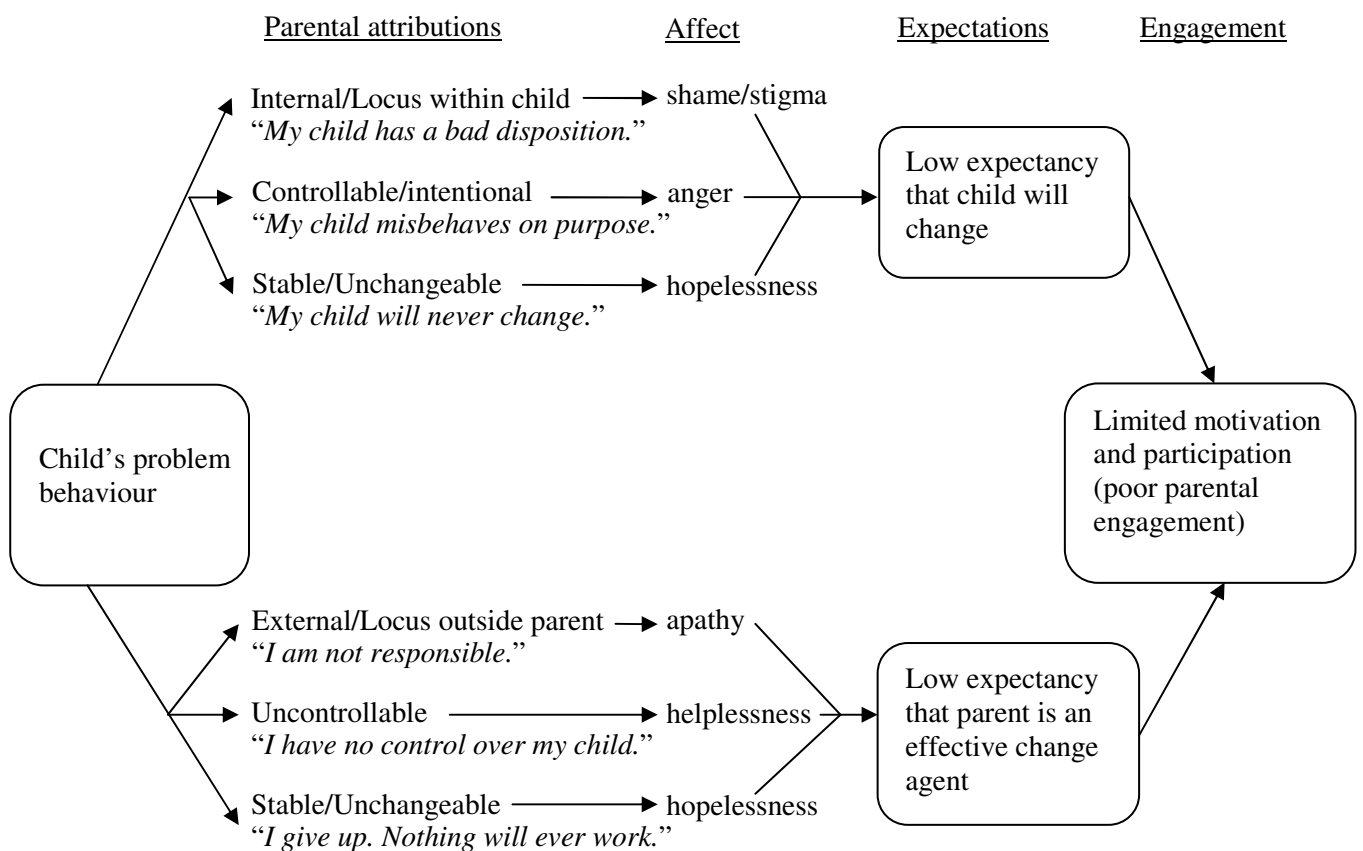 Parental attributions Affect Expectations Engagement
Internal/Locus within child shame/stigma
“My child has a bad disposition.”
Controllable/intentional anger
“My child misbehaves on purpose.”
Stable/Unchangeable hopelessness
“My child will never change.”
Low expectancy
that child will
change
Child’s problem
behaviour
Limited motivation
and participation
(poor parental
engagement)
External/Locus outside parent apathy
“I am not responsible.”
Uncontrollable helplessness
“I have no control over my child.”
Stable/Unchangeable hopelessness
“I give up. Nothing will ever work.”
Low expectancy
that parent is an
effective change
agent